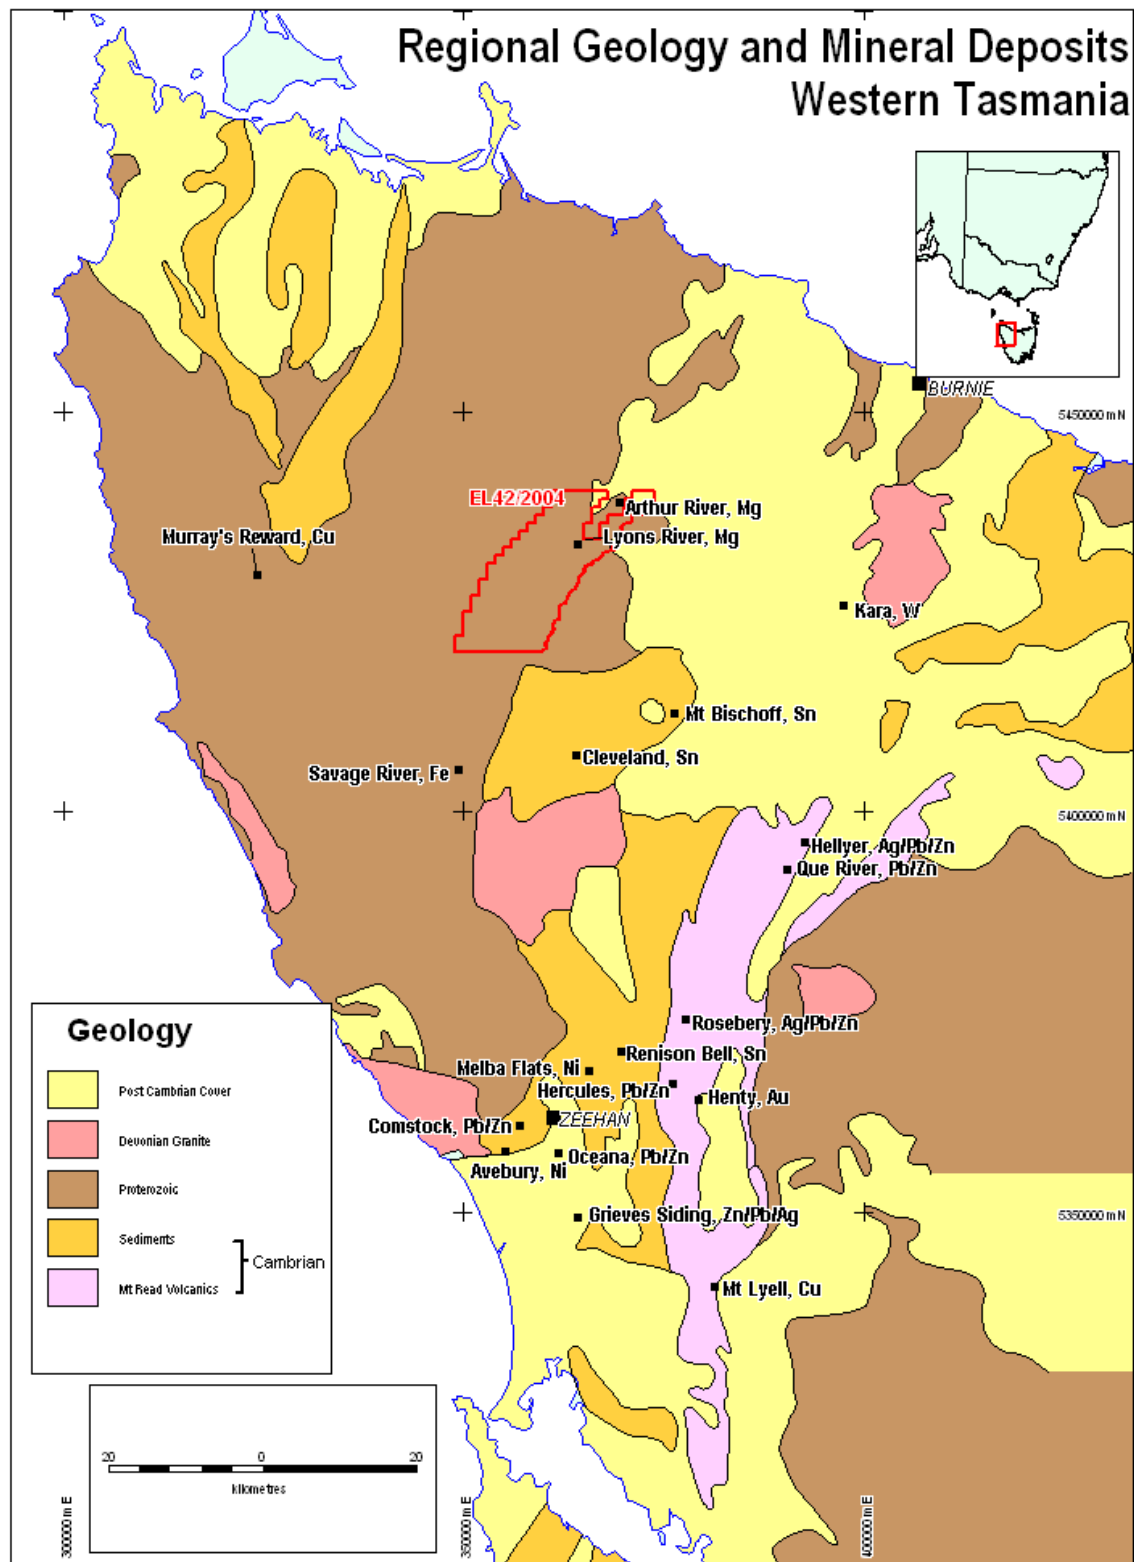 Regional Geology and Mineral Deposits
Western Tasmania
BURNIE
5450000 mN
EL42/2004
Arthur River, Mg
Murray's Reward, Cu
Lyons River, Mg
Kara, W
Mt Bischoff, Sn
Cleveland, Sn
Savage River, Fe
5400000 mN
Hellyer, Ag/Pb/Zn
Que River, Pb/Zn
Geology
Post Cambrian Cover
Devonian Granite
Proterozoic
Sediments
Mt Read Volcanics
Cambrian
Rosebery, Ag/Pb/Zn
Renison Bell, Sn
Melba Flats, Ni
Hercules, Pb/Zn
Henty, Au
Comstock, Pb/Zn
ZEEHAN
Oceana, Pb/Zn
Avebury, Ni
Grieves Siding, Zn/Pb/Ag
5350000 mN
Mt Lyell, Cu
20 0 20
kilometres
300000 m E
350000 m E
400000 m E